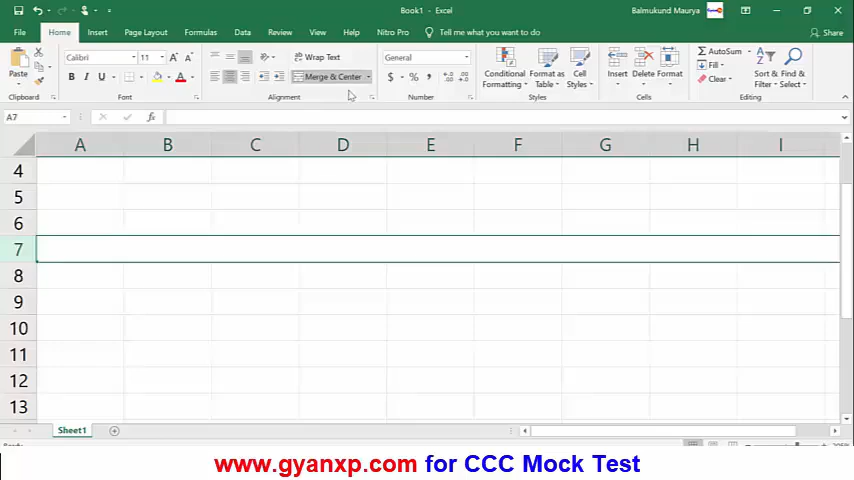 Book1 - Excel
Balmukund Maurya
File Home Insert Page Layout Formulas Data Review View Help Nitro Pro Tell me what you want to do Share
Paste
Calibri 11 A A
B I U A
Wrap Text
Merge & Center
General
$ % ,
Conditional Formatting
Format as Table
Cell Styles
Insert Delete Format
AutoSum
Fill
Clear
Sort & Filter
Find & Select
Clipboard Font Alignment Number Styles Cells Editing
A7 fx
A B C D E F G H I
4
5
6
7
8
9
10
11
12
13
Sheet1
www.gyanxp.com for CCC Mock Test